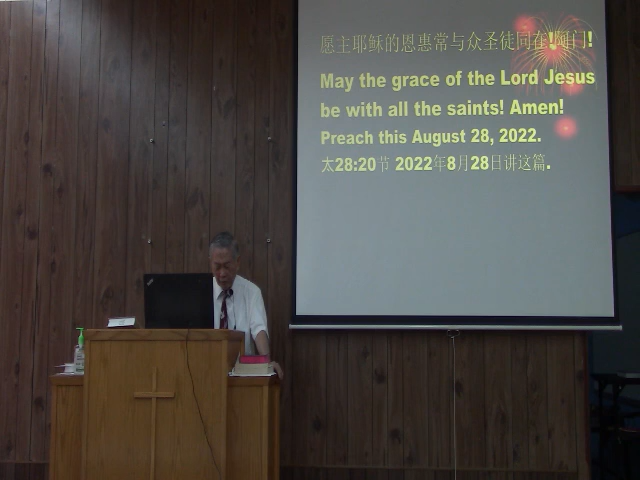 愿主耶稣的恩惠常与众圣徒同在!阿门!
May the grace of the Lord Jesus
be with all the saints! Amen!
Preach this August 28, 2022.
太28:20节 2022年8月28日讲这篇.